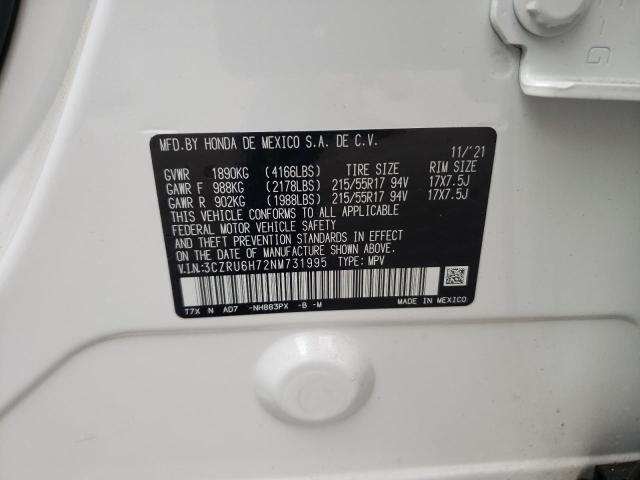 MFD.BY HONDA DE MEXICO S.A. DE C.V.
11/'21
GVWR 1890KG (4166LBS) TIRE SIZE RIM SIZE
GAWR F 988KG (2178LBS) 215/55R17 94V 17X7.5J
GAWR R 902KG (1988LBS) 215/55R17 94V 17X7.5J
THIS VEHICLE CONFORMS TO ALL APPLICABLE
FEDERAL MOTOR VEHICLE SAFETY
AND THEFT PREVENTION STANDARDS IN EFFECT
ON THE DATE OF MANUFACTURE SHOWN ABOVE.
V.I.N:3CZRU6H72NM731995 TYPE: MPV
T7X N AD7 -NH883PX -B -M
MADE IN MEXICO